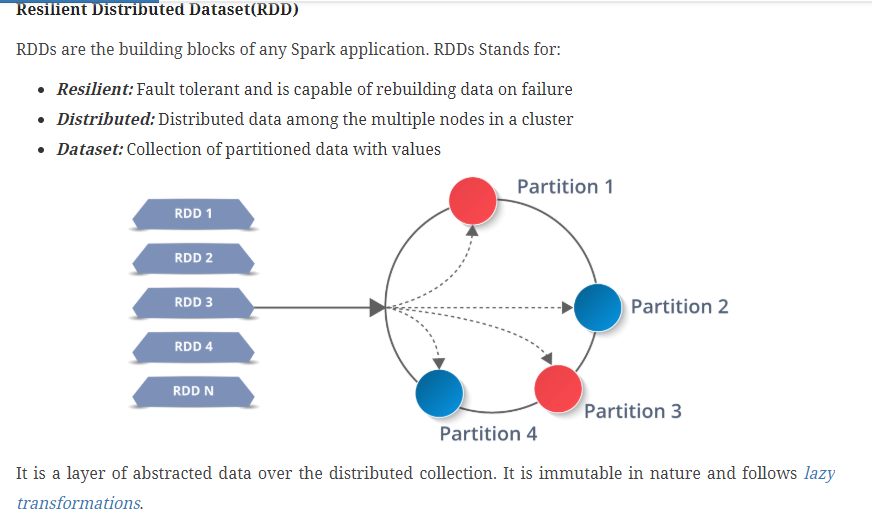 Resilient Distributed Dataset(RDD)
RDDs are the building blocks of any Spark application. RDDs Stands for:
• Resilient: Fault tolerant and is capable of rebuilding data on failure
• Distributed: Distributed data among the multiple nodes in a cluster
• Dataset: Collection of partitioned data with values
Partition 1
RDD 1
RDD 2
RDD 3
Partition 2
RDD 4
RDD N
Partition 3
Partition 4
It is a layer of abstracted data over the distributed collection. It is immutable in nature and follows lazy
transformations.